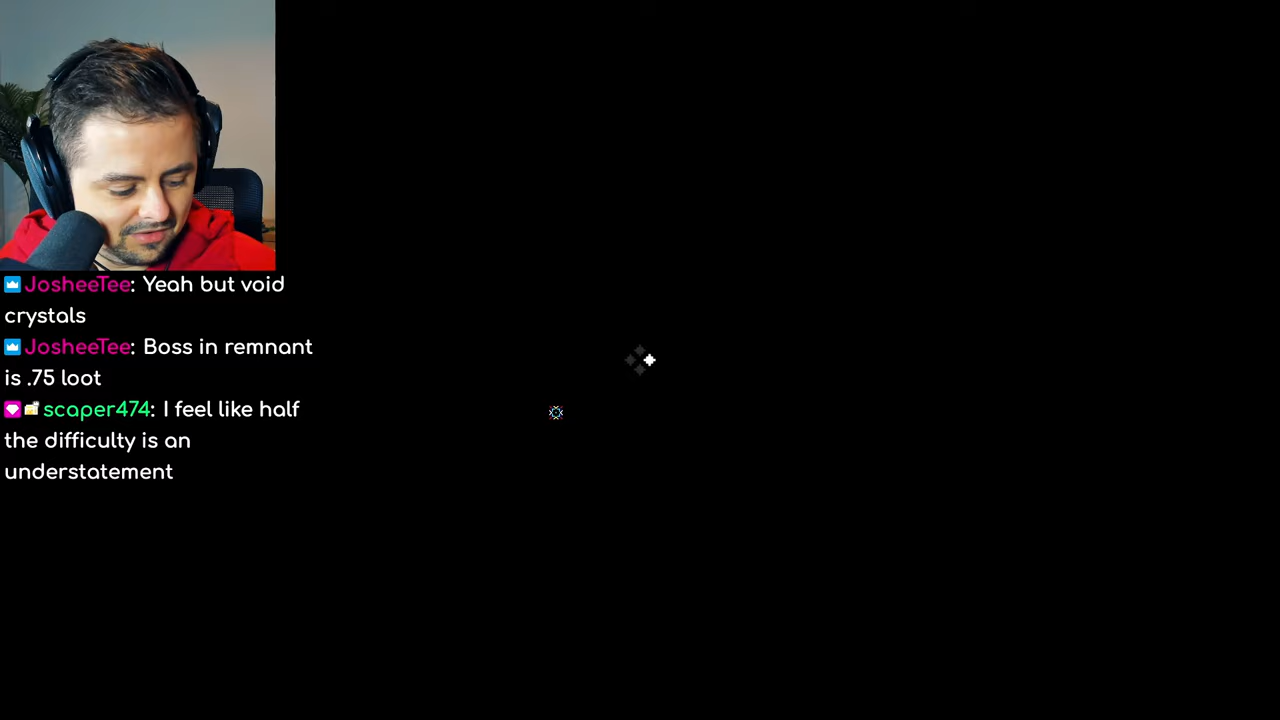 JosheeTee: Yeah but void
crystals
JosheeTee: Boss in remnant
is .75 loot
scaper474: I feel like half
the difficulty is an
understatement